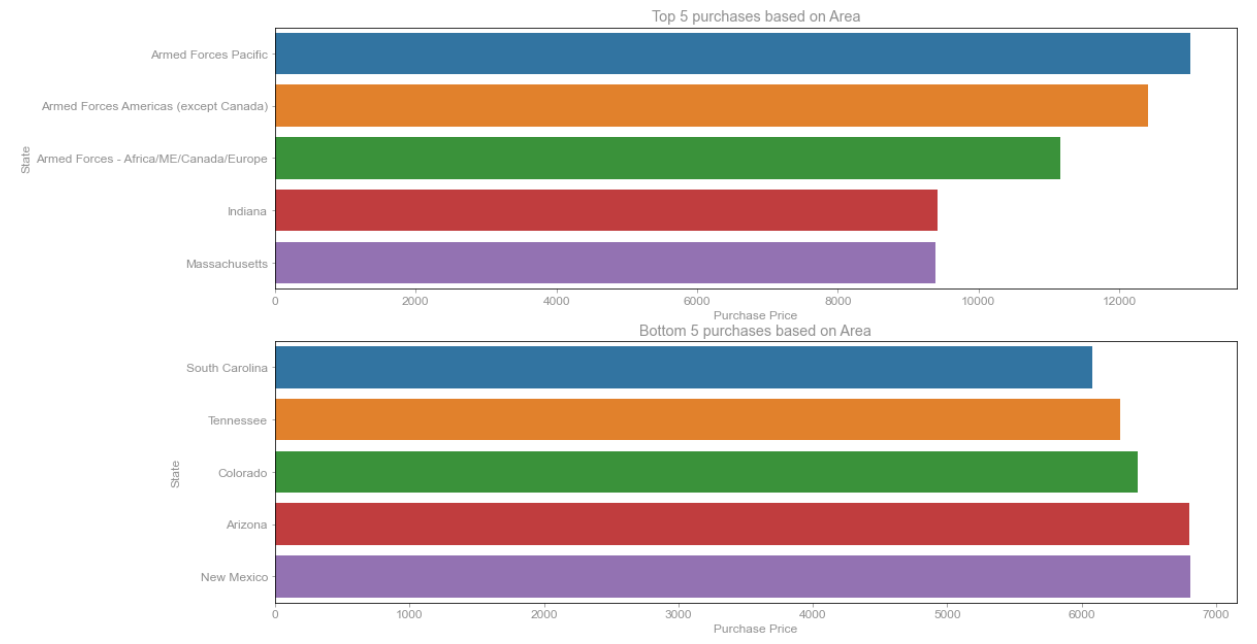 Top 5 purchases based on Area
Armed Forces Pacific
Armed Forces Americas (except Canada)
State
Armed Forces - Africa/ME/Canada/Europe
Indiana
Massachusetts
0 2000 4000 6000 8000 10000 12000
Purchase Price
Bottom 5 purchases based on Area
South Carolina
Tennessee
State
Colorado
Arizona
New Mexico
0 1000 2000 3000 4000 5000 6000 7000
Purchase Price